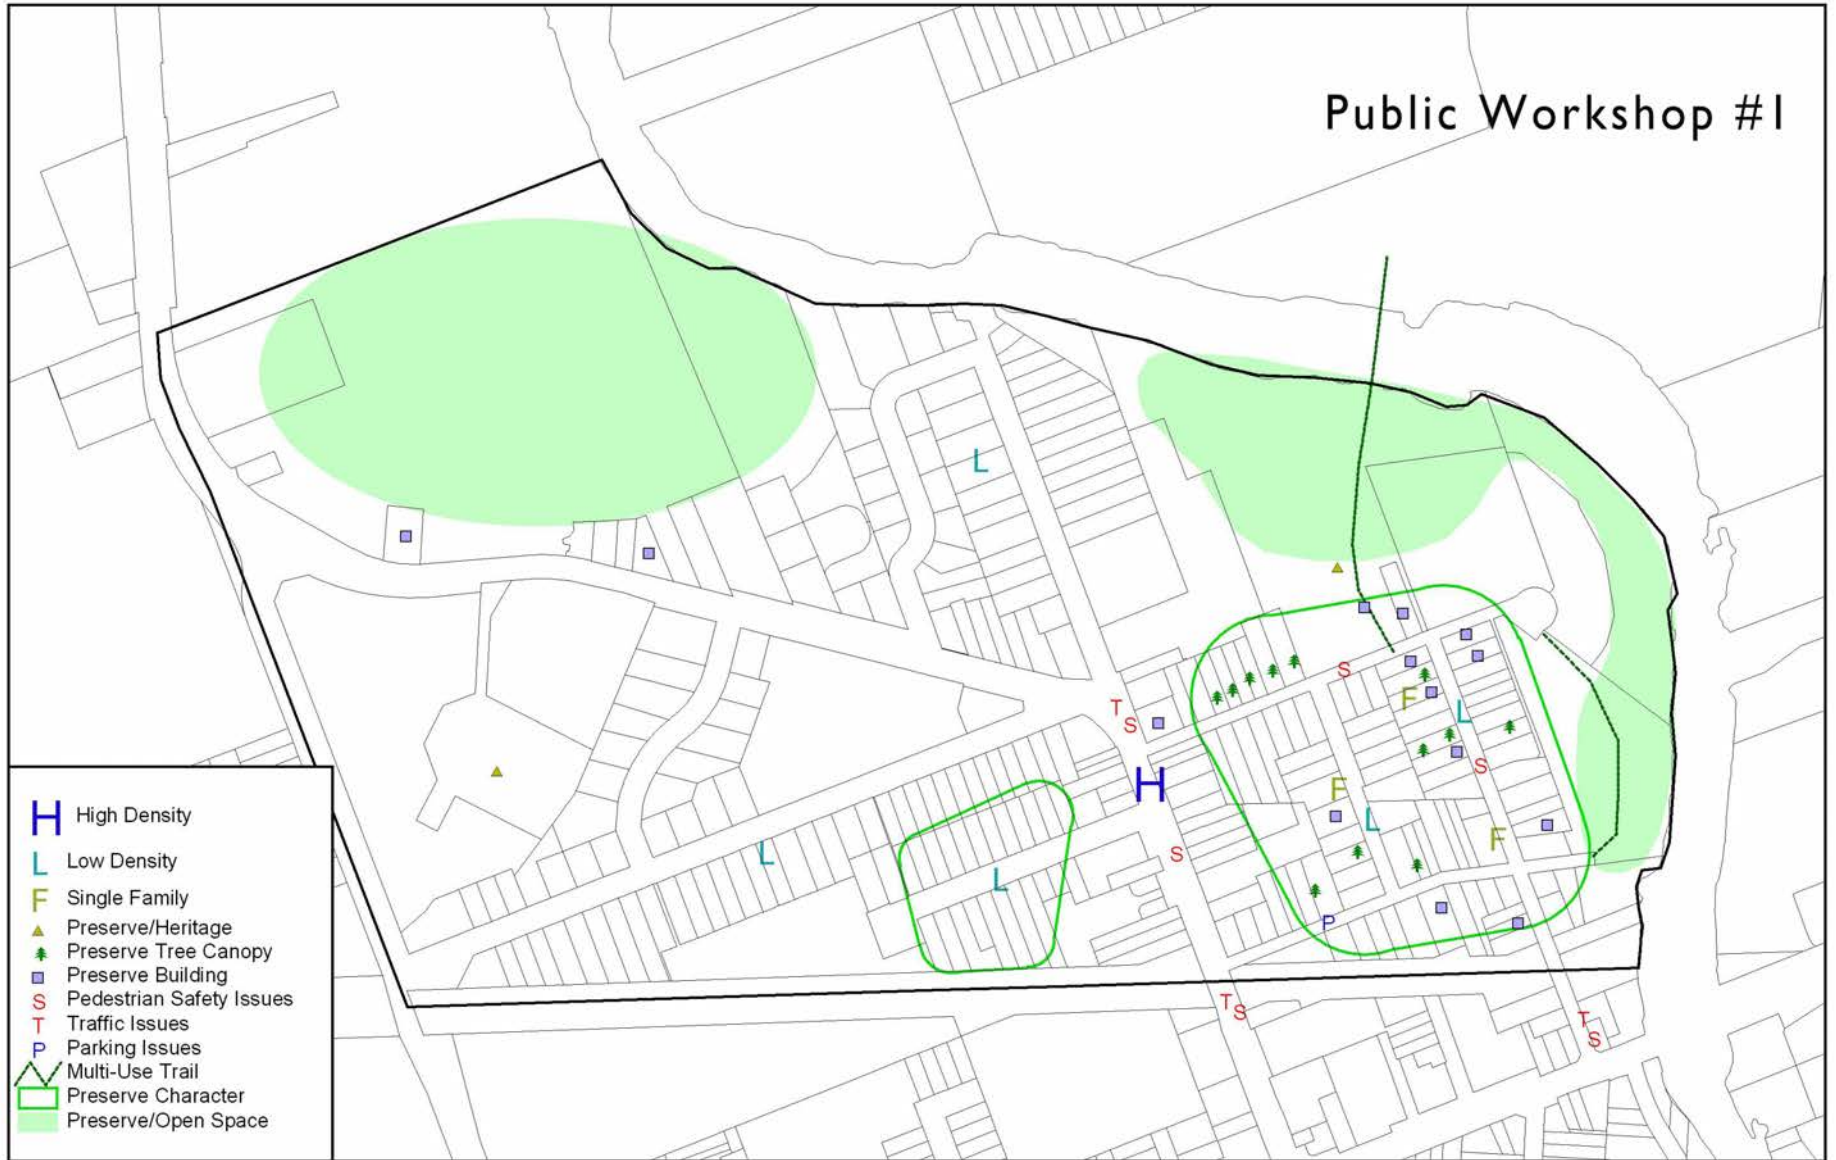 Public Workshop #1
L
L
L
H
T
S
S
S
F
L
S
F
L
F
P
T
S
T
S
H High Density
L Low Density
F Single Family
Preserve/Heritage
Preserve Tree Canopy
Preserve Building
S Pedestrian Safety Issues
T Traffic Issues
P Parking Issues
Multi-Use Trail
Preserve Character
Preserve/Open Space